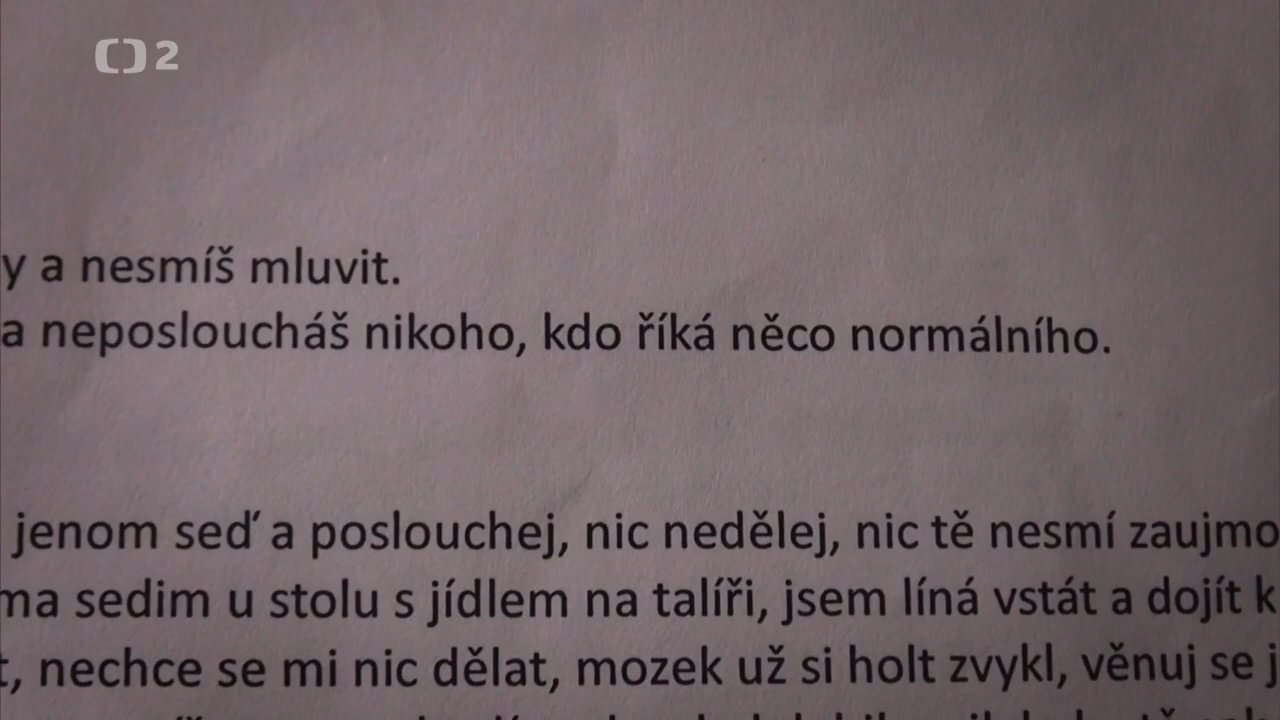 2
y a nesmíš mluvit.
a neposloucháš nikoho, kdo říká něco normálního.
jenom seď a poslouchej, nic nedělej, nic tě nesmí zaujmo
ma sedim u stolu s jídlem na talíři, jsem líná vstát a dojít k
t, nechce se mi nic dělat, mozek už si holt zvykl, věnuj se j